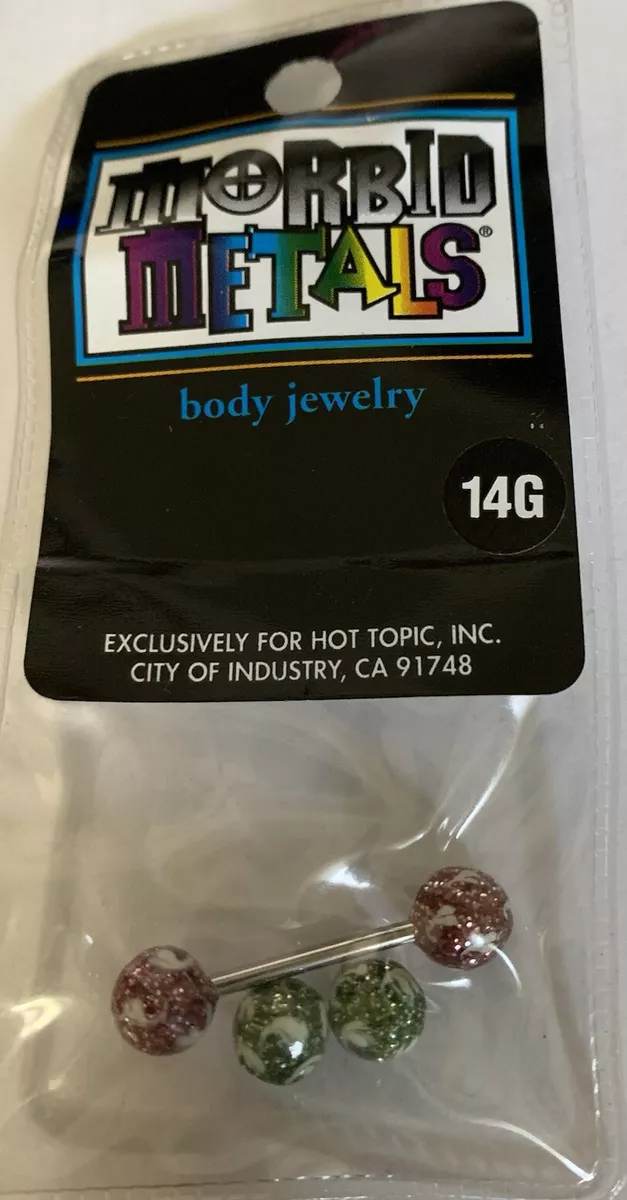 MORBID
METALS®
body jewelry
14G
EXCLUSIVELY FOR HOT TOPIC, INC.
CITY OF INDUSTRY, CA 91748